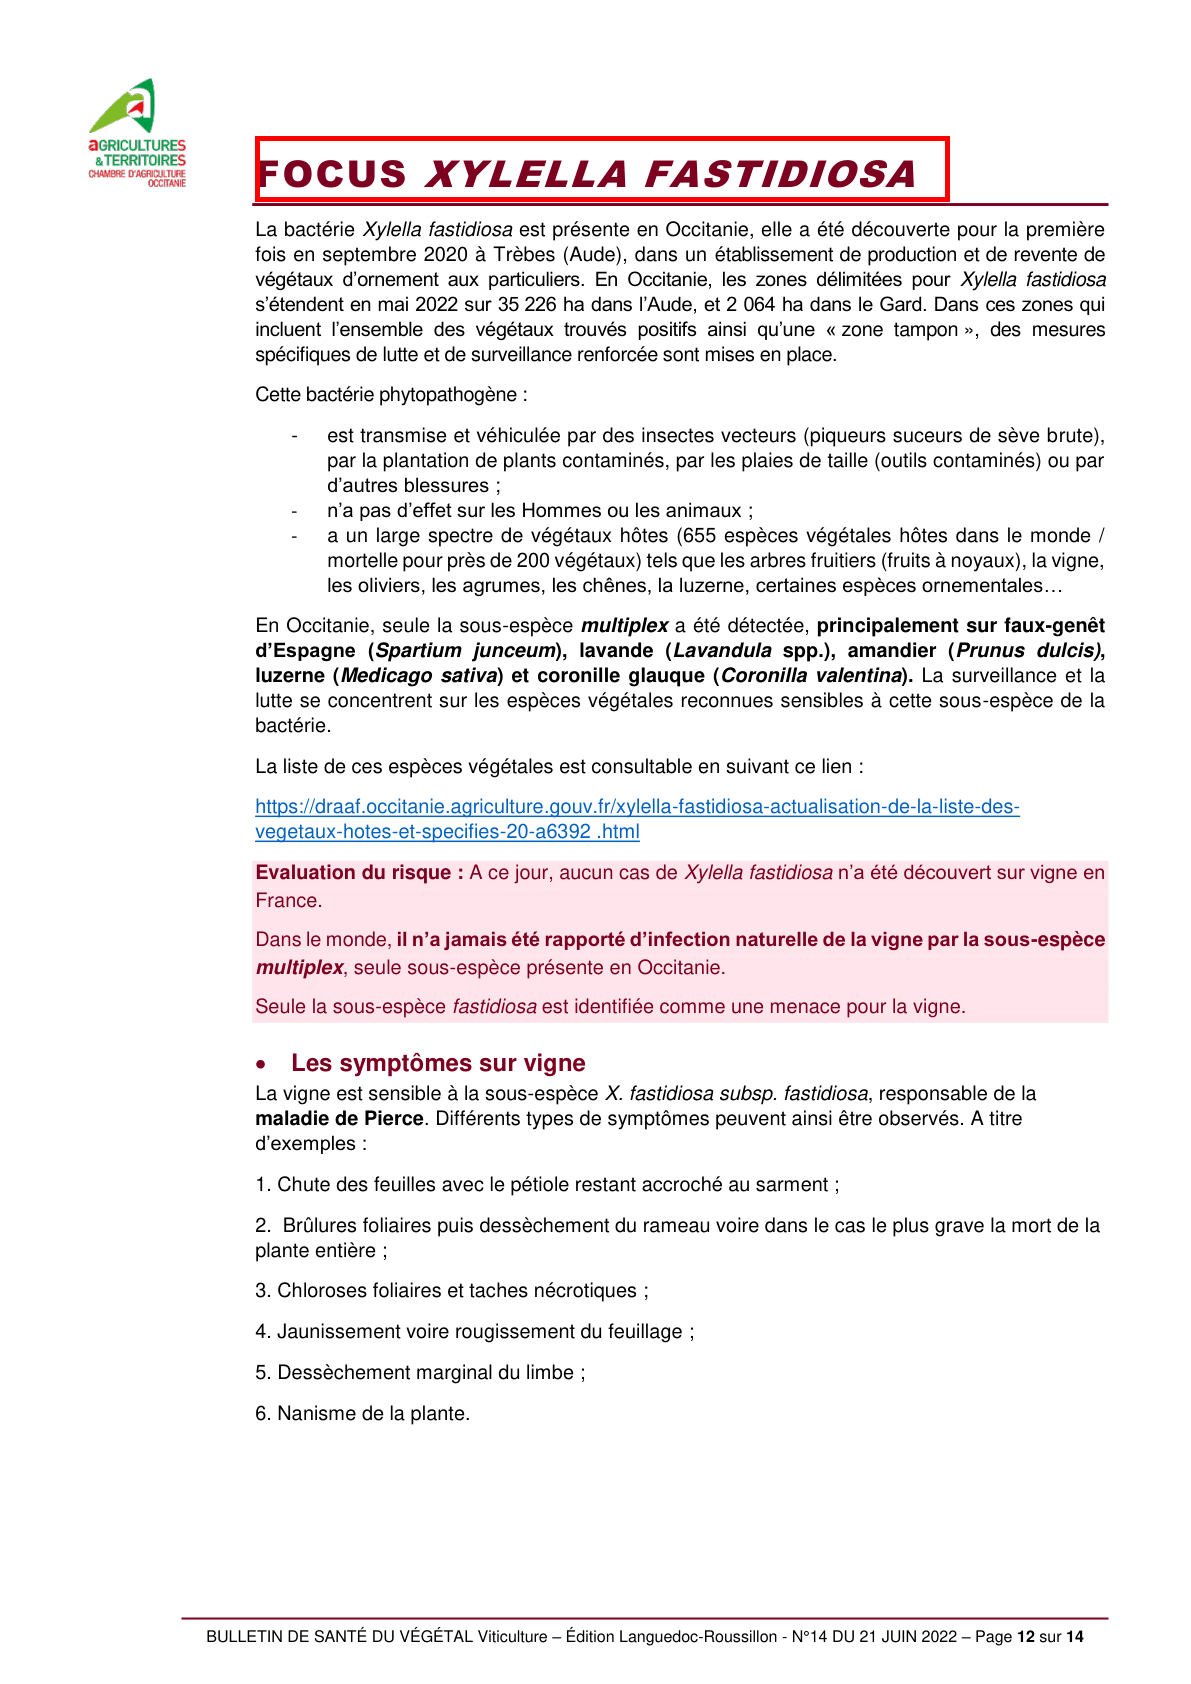 aGRICULTURES
& TERRITOIRES
CHAMBRE D'AGRICULTURE
OCCITANIE
FOCUS XYLELLA FASTIDIOSA
La bactérie Xylella fastidiosa est présente en Occitanie, elle a été découverte pour la première
fois en septembre 2020 à Trèbes (Aude), dans un établissement de production et de revente de
végétaux d’ornement aux particuliers. En Occitanie, les zones délimitées pour Xylella fastidiosa
s’étendent en mai 2022 sur 35 226 ha dans l’Aude, et 2 064 ha dans le Gard. Dans ces zones qui
incluent l’ensemble des végétaux trouvés positifs ainsi qu’une « zone tampon », des mesures
spécifiques de lutte et de surveillance renforcée sont mises en place.
Cette bactérie phytopathogène :
- est transmise et véhiculée par des insectes vecteurs (piqueurs suceurs de sève brute),
par la plantation de plants contaminés, par les plaies de taille (outils contaminés) ou par
d’autres blessures ;
- n’a pas d’effet sur les Hommes ou les animaux ;
- a un large spectre de végétaux hôtes (655 espèces végétales hôtes dans le monde /
mortelle pour près de 200 végétaux) tels que les arbres fruitiers (fruits à noyaux), la vigne,
les oliviers, les agrumes, les chênes, la luzerne, certaines espèces ornementales…
En Occitanie, seule la sous-espèce multiplex a été détectée, principalement sur faux-genêt
d’Espagne (Spartium junceum), lavande (Lavandula spp.), amandier (Prunus dulcis),
luzerne (Medicago sativa) et coronille glauque (Coronilla valentina). La surveillance et la
lutte se concentrent sur les espèces végétales reconnues sensibles à cette sous-espèce de la
bactérie.
La liste de ces espèces végétales est consultable en suivant ce lien :
https://draaf.occitanie.agriculture.gouv.fr/xylella-fastidiosa-actualisation-de-la-liste-des-
vegetaux-hotes-et-specifies-20-a6392 .html
Evaluation du risque : A ce jour, aucun cas de Xylella fastidiosa n’a été découvert sur vigne en
France.
Dans le monde, il n’a jamais été rapporté d’infection naturelle de la vigne par la sous-espèce
multiplex, seule sous-espèce présente en Occitanie.
Seule la sous-espèce fastidiosa est identifiée comme une menace pour la vigne.
• Les symptômes sur vigne
La vigne est sensible à la sous-espèce X. fastidiosa subsp. fastidiosa, responsable de la
maladie de Pierce. Différents types de symptômes peuvent ainsi être observés. A titre
d’exemples :
1. Chute des feuilles avec le pétiole restant accroché au sarment ;
2. Brûlures foliaires puis dessèchement du rameau voire dans le cas le plus grave la mort de la
plante entière ;
3. Chloroses foliaires et taches nécrotiques ;
4. Jaunissement voire rougissement du feuillage ;
5. Dessèchement marginal du limbe ;
6. Nanisme de la plante.
BULLETIN DE SANTÉ DU VÉGÉTAL Viticulture – Édition Languedoc-Roussillon - N°14 DU 21 JUIN 2022 – Page 12 sur 14